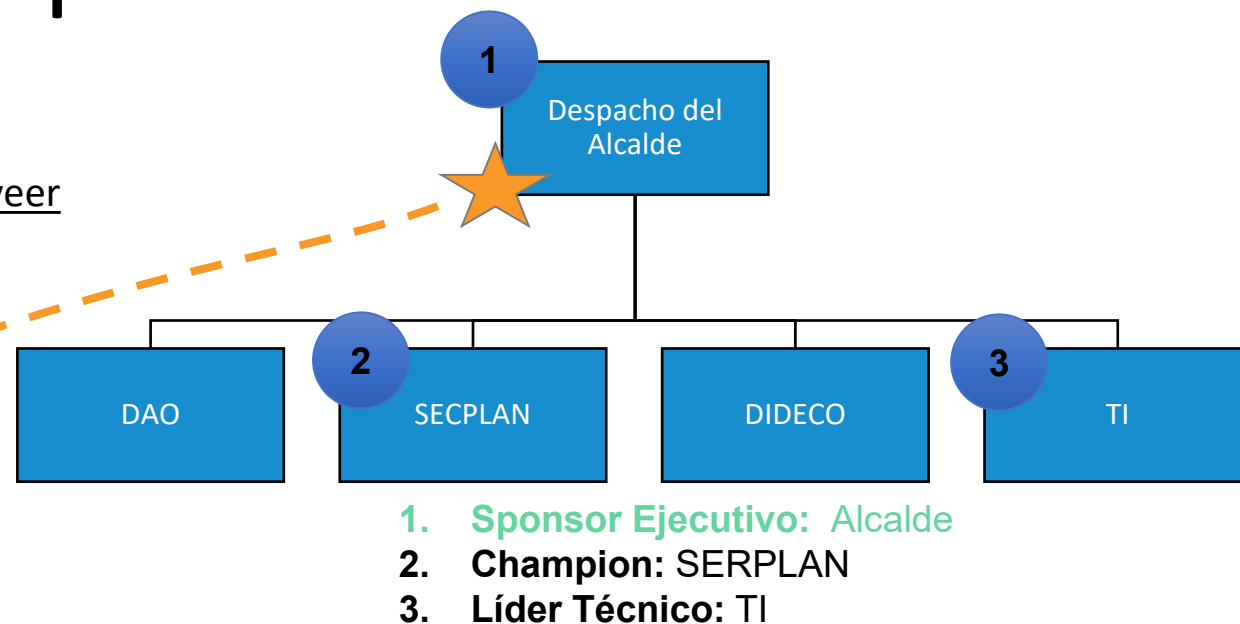 1
Despacho del
Alcalde
2
3
DAO
SECPLAN
DIDECO
TI
1. Sponsor Ejecutivo: Alcalde
2. Champion: SERPLAN
3. Líder Técnico: TI